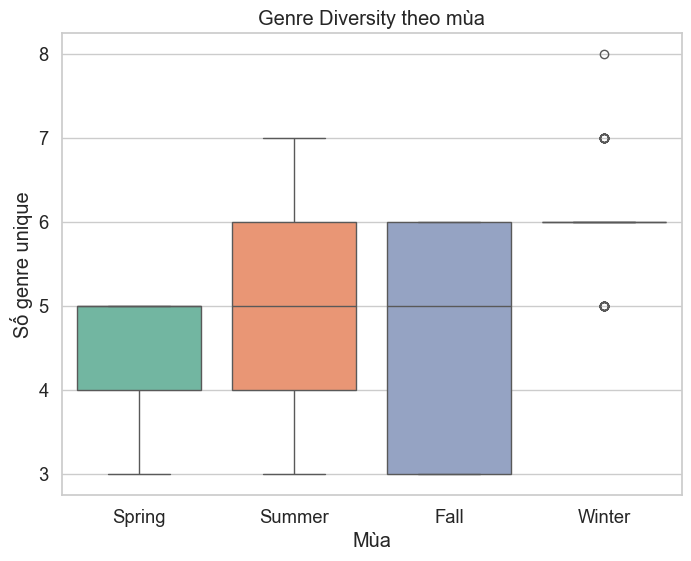 Genre Diversity theo mùa
Số genre unique
8
7
6
5
4
3
Spring Summer Fall Winter
Mùa